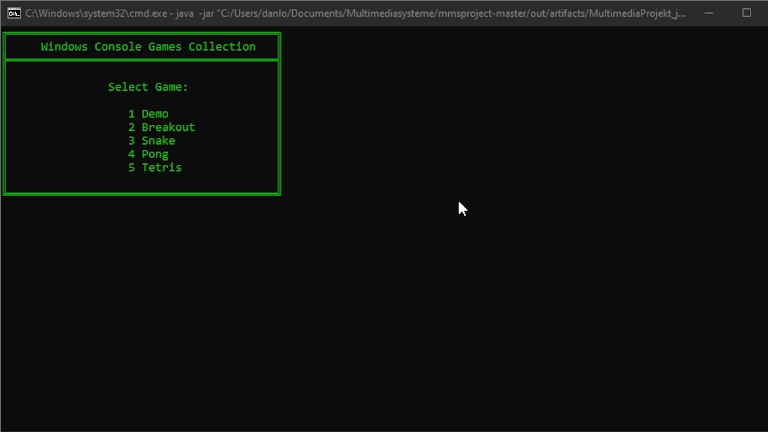 C:\Windows\system32\cmd.exe - java -jar "C:/Users/danlo/Documents/Multimediasysteme/mmsproject-master/out/artifacts/MultimediaProjekt_j...
Windows Console Games Collection
Select Game:
1 Demo
2 Breakout
3 Snake
4 Pong
5 Tetris